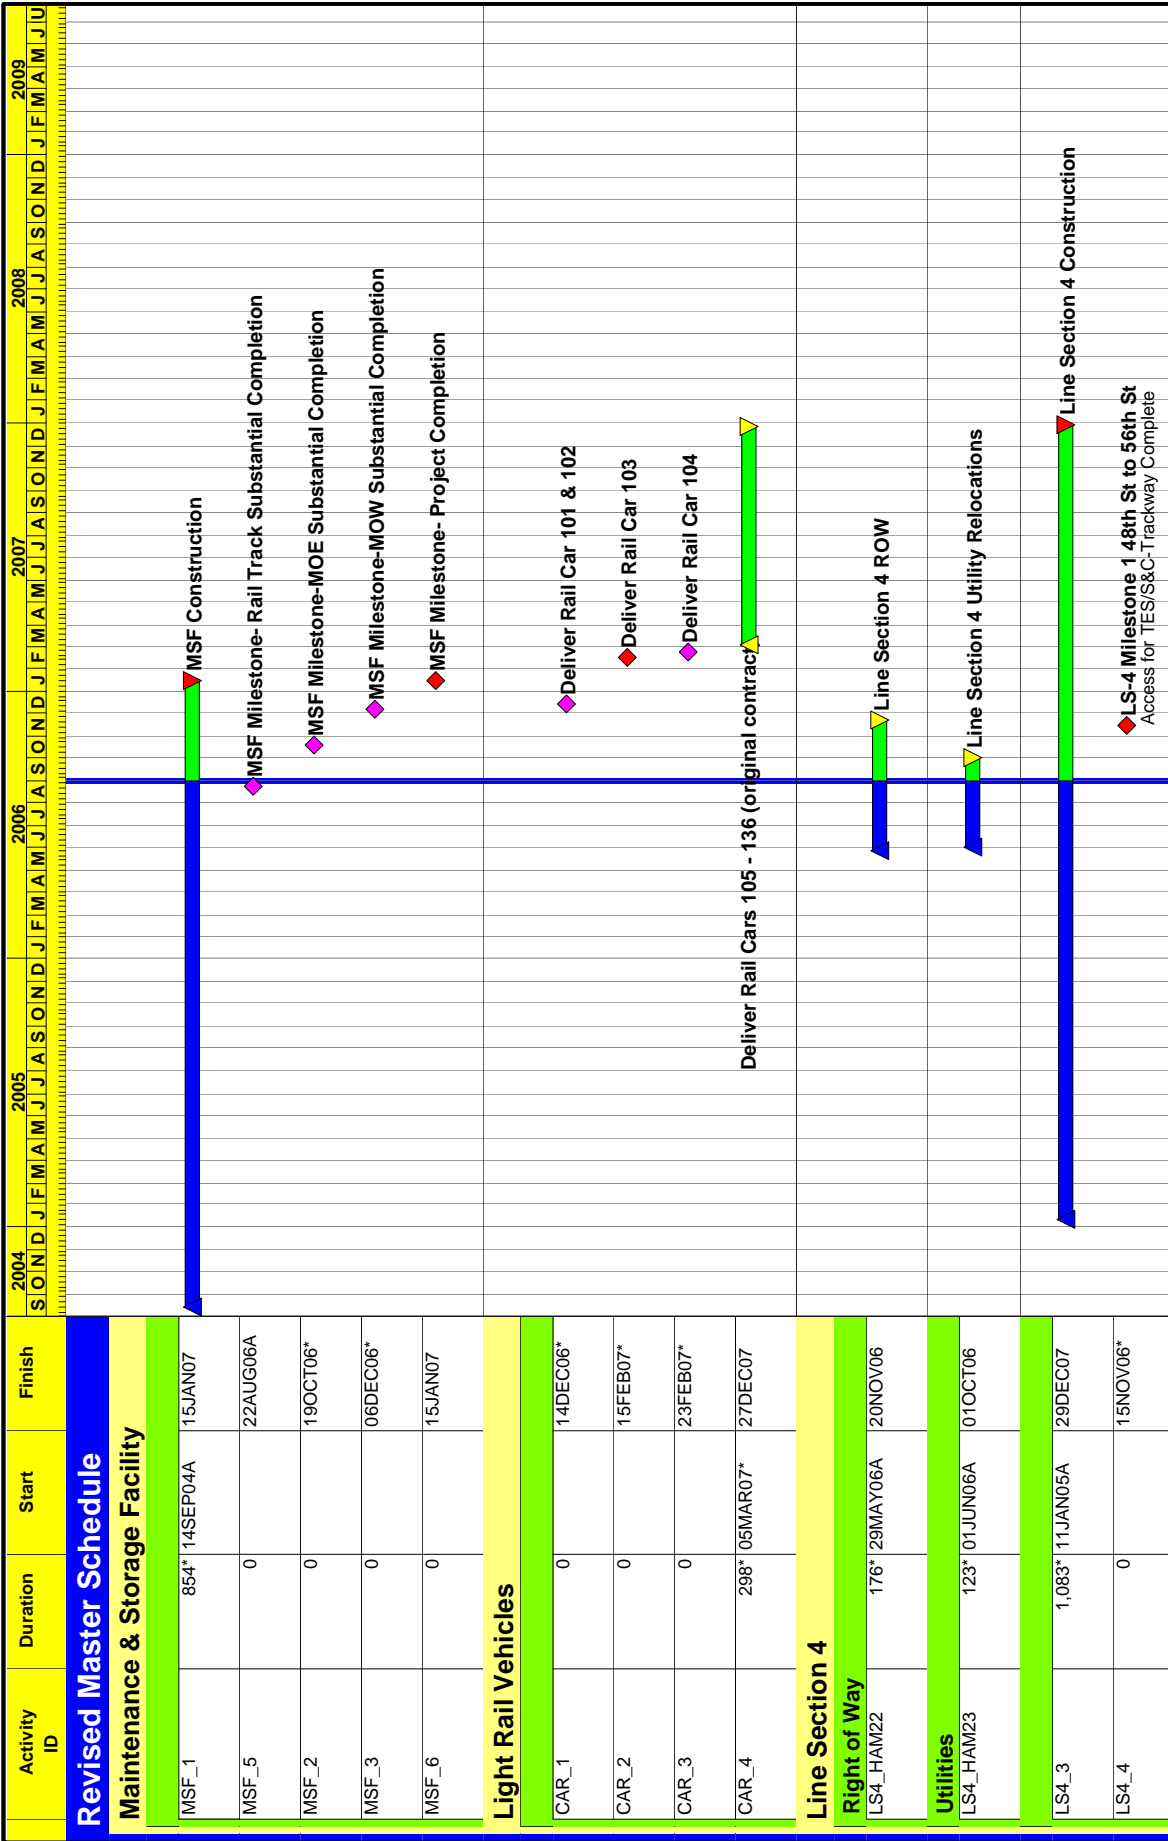 Activity ID Duration Start Finish 2004 2005 2006 2007 2008 2009
S O N D J F M A M J J A S O N D J F M A M J J A S O N D J F M A M J J A S O N D J F M A M J J A S O N D J F M A M J U
Revised Master Schedule
Maintenance & Storage Facility
MSF_1 854* 14SEP04A 15JAN07 MSF Construction
MSF_5 0 22AUG06A MSF Milestone- Rail Track Substantial Completion
MSF_2 0 19OCT06* MSF Milestone-MOE Substantial Completion
MSF_3 0 06DEC06* MSF Milestone-MOW Substantial Completion
MSF_6 0 15JAN07 MSF Milestone- Project Completion
Light Rail Vehicles
CAR_1 0 14DEC06* Deliver Rail Car 101 & 102
CAR_2 0 15FEB07* Deliver Rail Car 103
CAR_3 0 23FEB07* Deliver Rail Car 104
CAR_4 298* 05MAR07* 27DEC07 Deliver Rail Cars 105 - 136 (original contract)
Line Section 4
Right of Way
LS4_HAM22 176* 29MAY06A 20NOV06 Line Section 4 ROW
Utilities
LS4_HAM23 123* 01JUN06A 01OCT06 Line Section 4 Utility Relocations
LS4_3 1,083* 11JAN05A 29DEC07 Line Section 4 Construction
LS4_4 0 15NOV06* LS-4 Milestone 1 48th St to 56th St
Access for TES/S&C-Trackway Complete